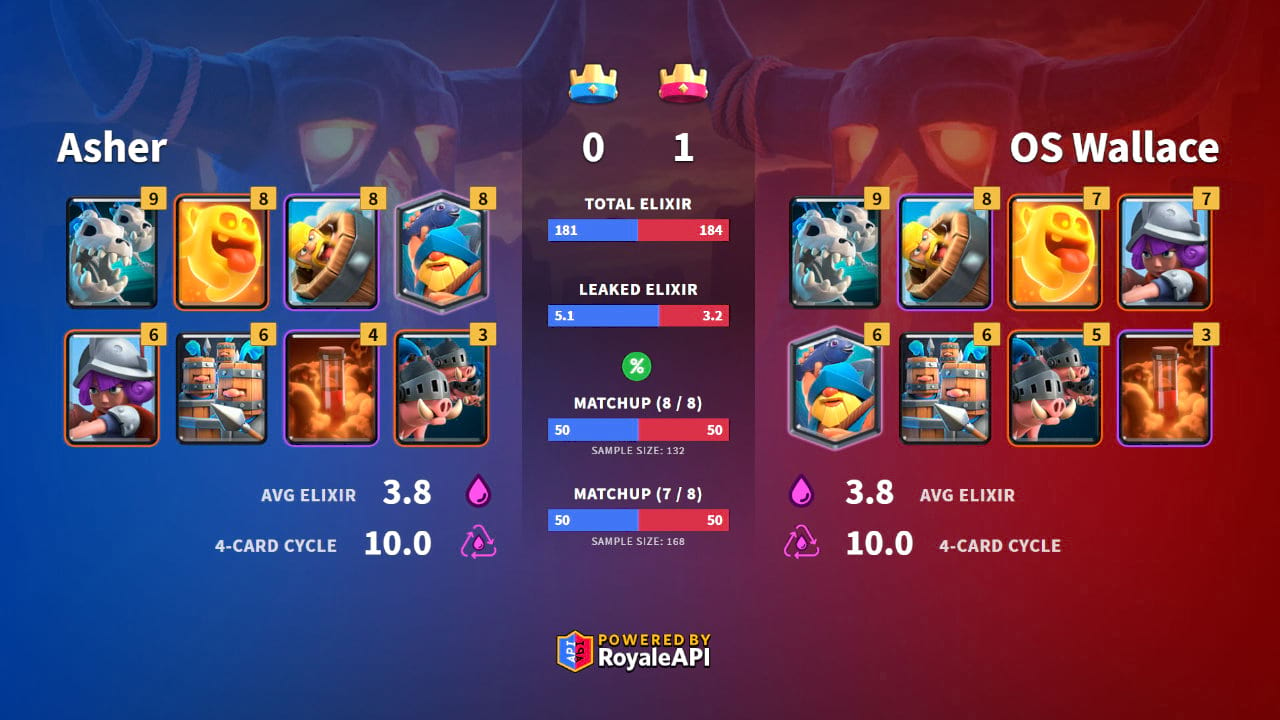 0 1
Asher
OS Wallace
9 8 8 8
6 6 4 3
AVG ELIXIR 3.8
4-CARD CYCLE 10.0
TOTAL ELIXIR
181 184
LEAKED ELIXIR
5.1 3.2
%
MATCHUP (8 / 8)
50 50
SAMPLE SIZE: 132
MATCHUP (7 / 8)
50 50
SAMPLE SIZE: 168
9 8 7 7
6 6 5 3
3.8 AVG ELIXIR
10.0 4-CARD CYCLE
API API
POWERED BY
RoyaleAPI